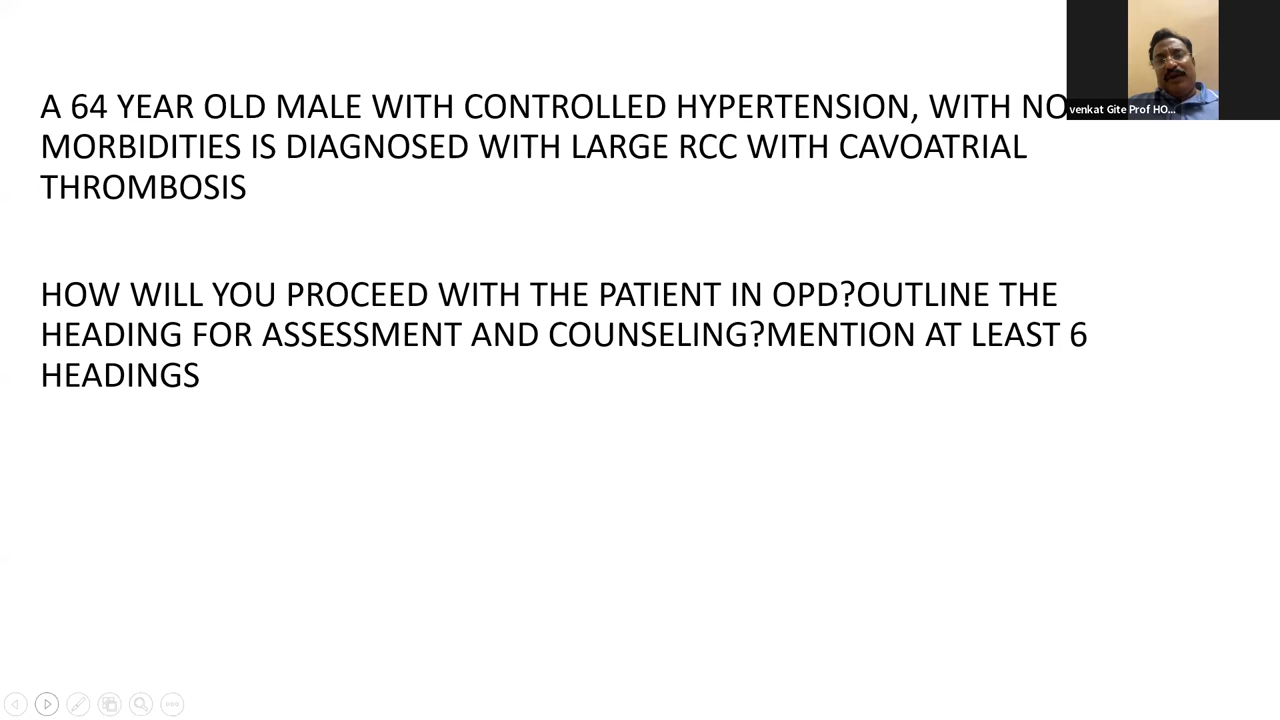 A 64 YEAR OLD MALE WITH CONTROLLED HYPERTENSION, WITH NO
MORBIDITIES IS DIAGNOSED WITH LARGE RCC WITH CAVOATRIAL
THROMBOSIS
HOW WILL YOU PROCEED WITH THE PATIENT IN OPD?OUTLINE THE
HEADING FOR ASSESSMENT AND COUNSELING?MENTION AT LEAST 6
HEADINGS
venkat Gite Prof HO...